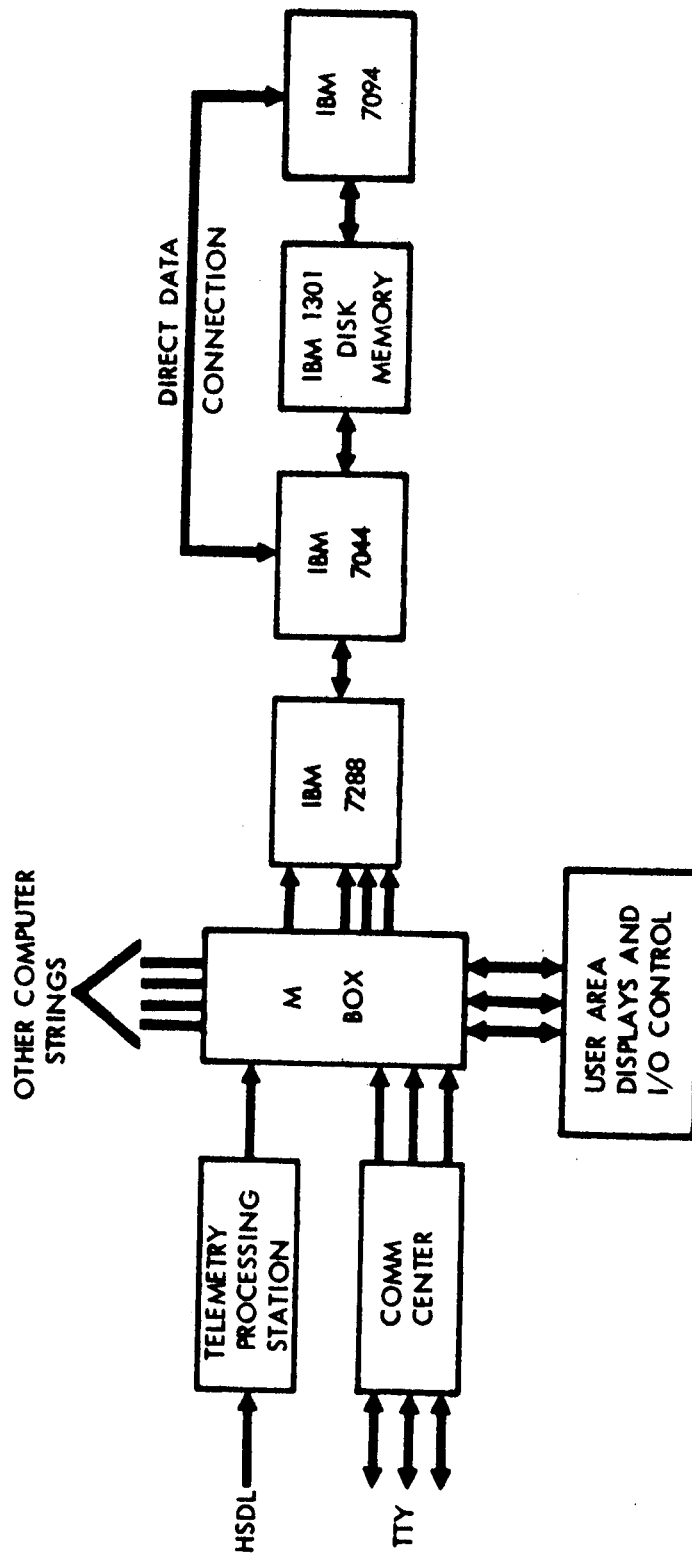 OTHER COMPUTER
STRINGS
HSDL
TELEMETRY
PROCESSING
STATION
TTY
COMM
CENTER
M
BOX
USER AREA
DISPLAYS AND
I/O CONTROL
IBM
7288
IBM
7044
DIRECT DATA
CONNECTION
IBM 1301
DISK
MEMORY
IBM
7094